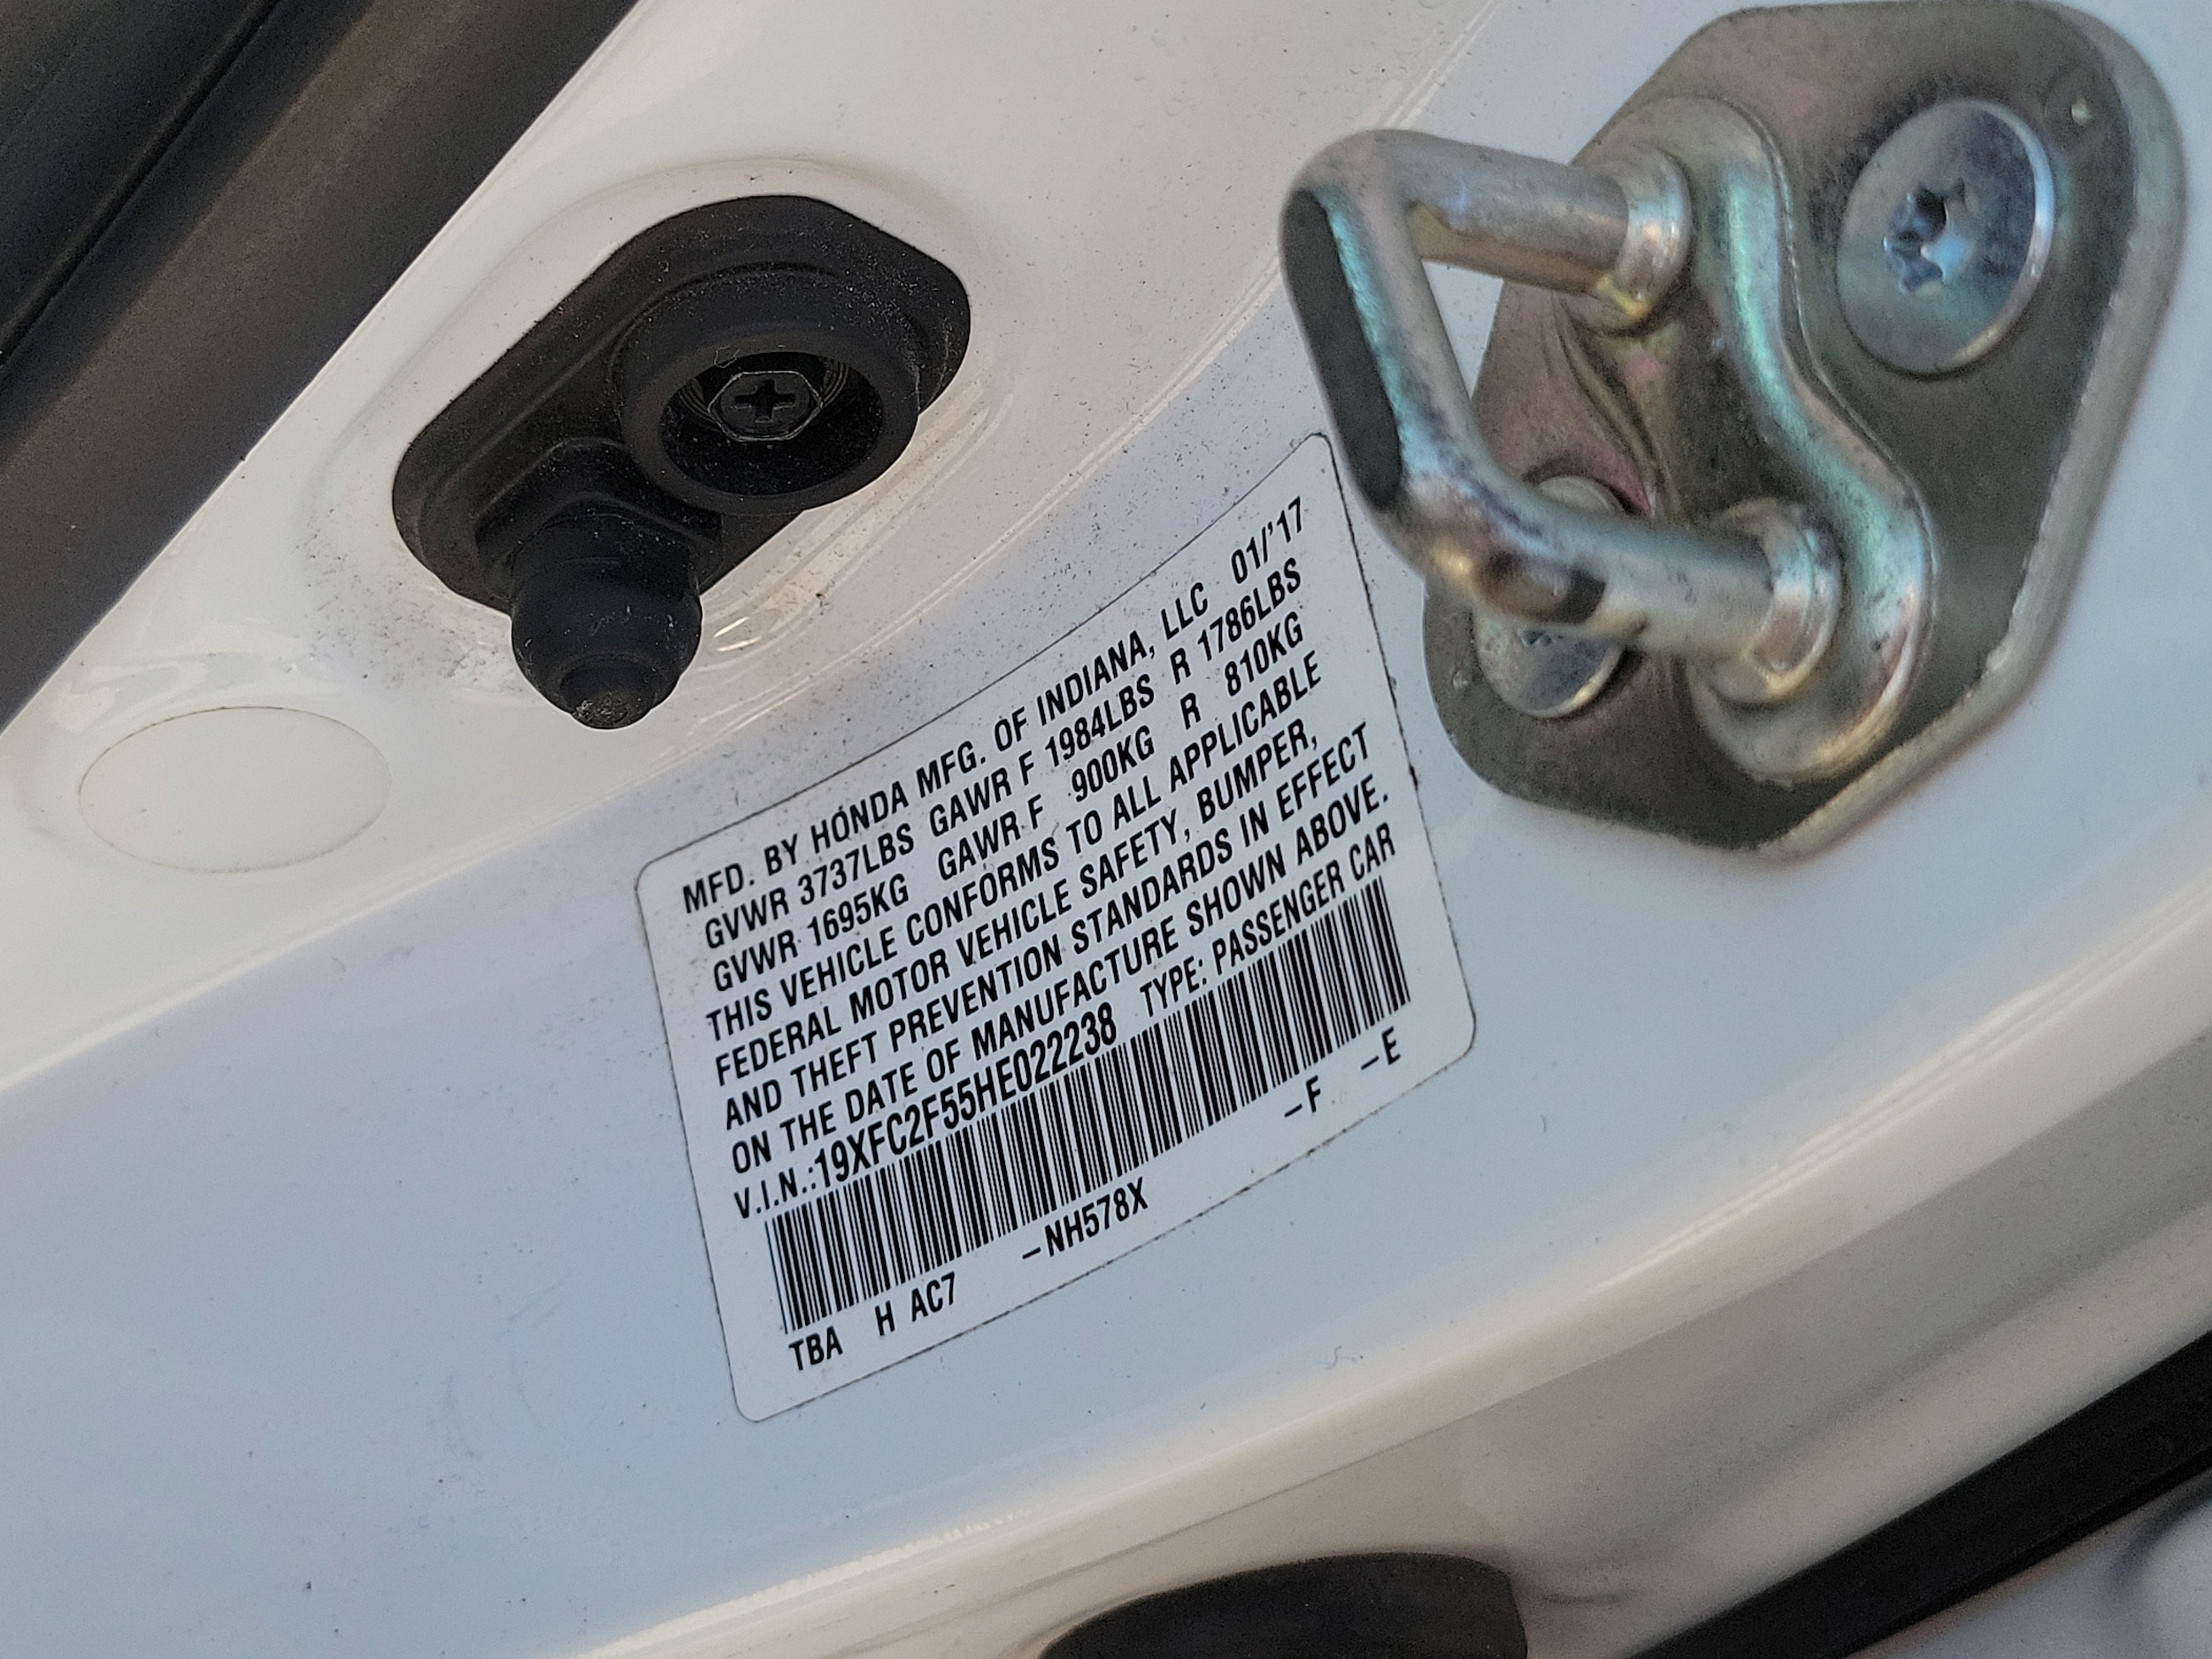 MFD. BY HONDA MFG. OF INDIANA, LLC 01/'17
GVWR 3737LBS GAWR F 1984LBS R 1786LBS
GVWR 1695KG GAWR F 900KG R 810KG
THIS VEHICLE CONFORMS TO ALL APPLICABLE
FEDERAL MOTOR VEHICLE SAFETY, BUMPER,
AND THEFT PREVENTION STANDARDS IN EFFECT
ON THE DATE OF MANUFACTURE SHOWN ABOVE.
V.I.N.:19XFC2F55HE022238 TYPE: PASSENGER CAR
TBA H AC7 –NH578X –F –E